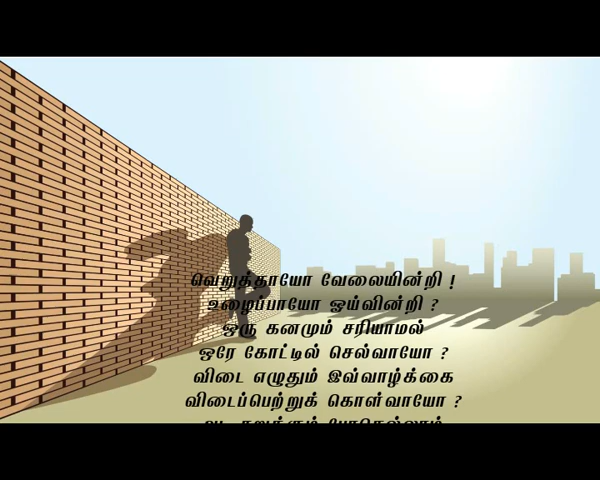 வெறுத்தாயோ வேலையின்றி !
உழைப்பாயோ ஓய்வின்றி ?
ஒரு கனமும் சரியாமல்
ஒரே கோட்டில் செல்வாயோ ?
விடை எழுதும் இவ்வாழ்க்கை
விடைப்பெற்றுக் கொள்வாயோ ?